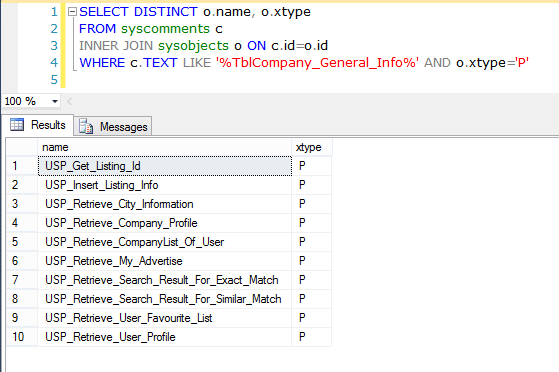 1 SELECT DISTINCT o.name, o.xtype
2 FROM syscomments c
3 INNER JOIN sysobjects o ON c.id=o.id
4 WHERE c.TEXT LIKE '%TblCompany_General_Info%' AND o.xtype='P'
5
100 %
Results Messages
name xtype
1 USP_Get_Listing_Id P
2 USP_Insert_Listing_Info P
3 USP_Retrieve_City_Information P
4 USP_Retrieve_Company_Profile P
5 USP_Retrieve_CompanyList_Of_User P
6 USP_Retrieve_My_Advertise P
7 USP_Retrieve_Search_Result_For_Exact_Match P
8 USP_Retrieve_Search_Result_For_Similar_Match P
9 USP_Retrieve_User_Favourite_List P
10 USP_Retrieve_User_Profile P